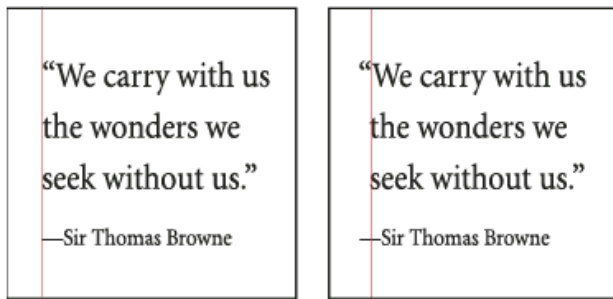 “We carry with us
the wonders we
seek without us.”
—Sir Thomas Browne
“We carry with us
the wonders we
seek without us.”
—Sir Thomas Browne